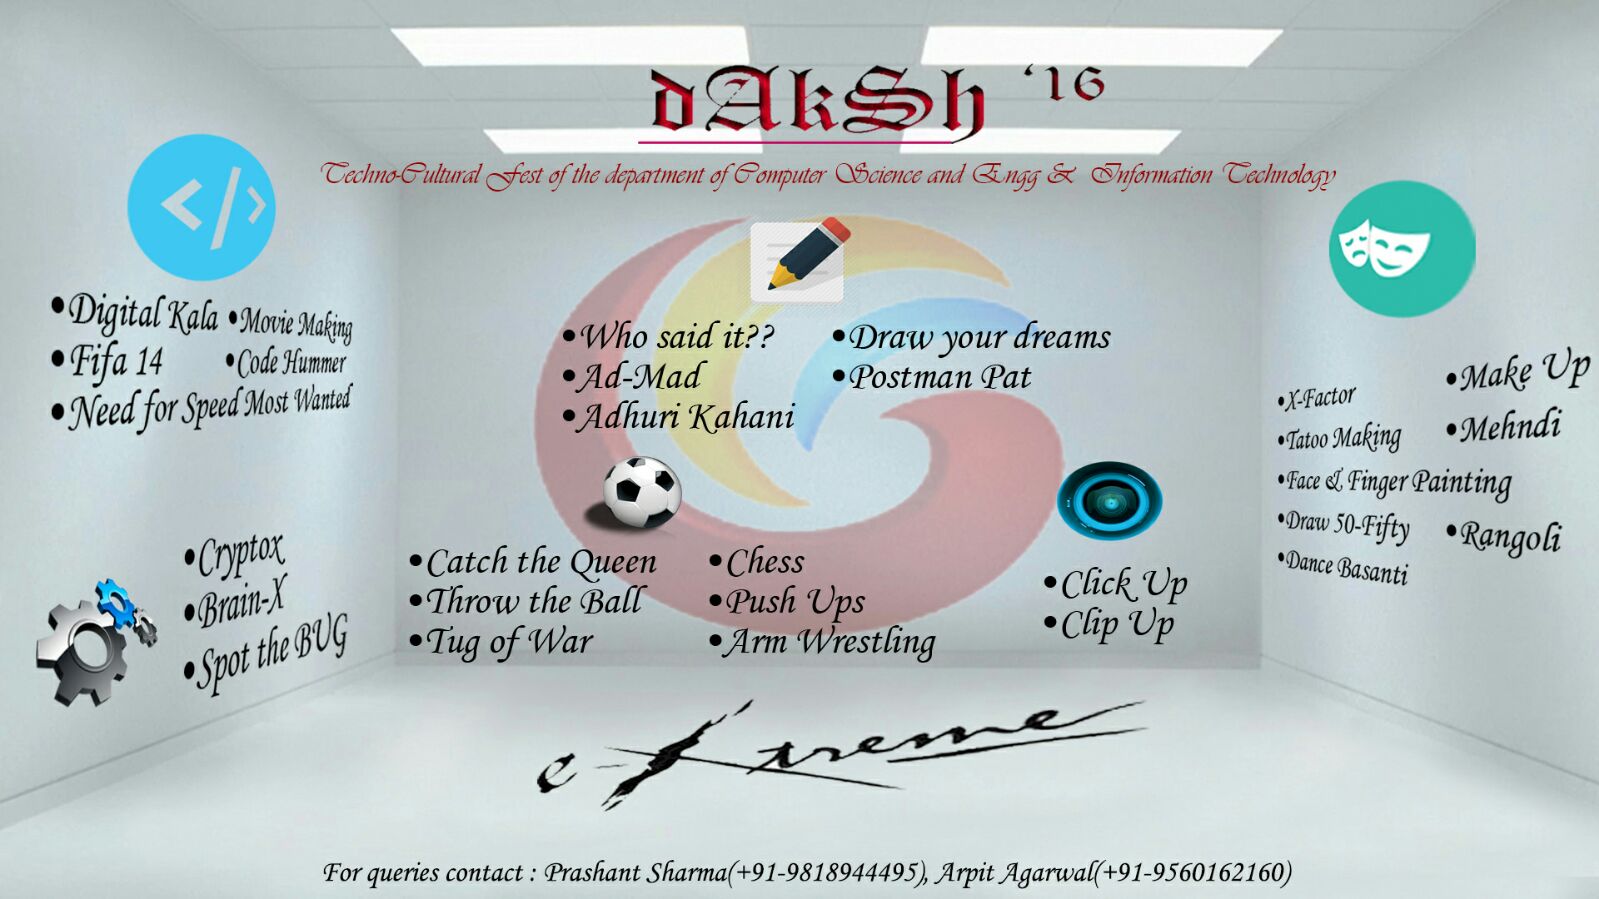 dAkSh '16
Techno-Cultural Fest of the department of Computer Science and Engg & Information Technology
</>
•Digital Kala •Movie Making
•Fifa 14 •Code Hummer
•Need for Speed Most Wanted
•Who said it?? •Draw your dreams
•Ad-Mad •Postman Pat
•Adhuri Kahani
•Make Up
•X-Factor
•Mehndi
•Tatoo Making
•Face & Finger Painting
•Draw 50-Fifty •Rangoli
•Dance Basanti
•Cryptox
•Brain-X
•Spot the BUG
•Catch the Queen •Chess
•Throw the Ball •Push Ups
•Tug of War •Arm Wrestling
•Click Up
•Clip Up
e-Xtreme
For queries contact : Prashant Sharma(+91-9818944495), Arpit Agarwal(+91-9560162160)